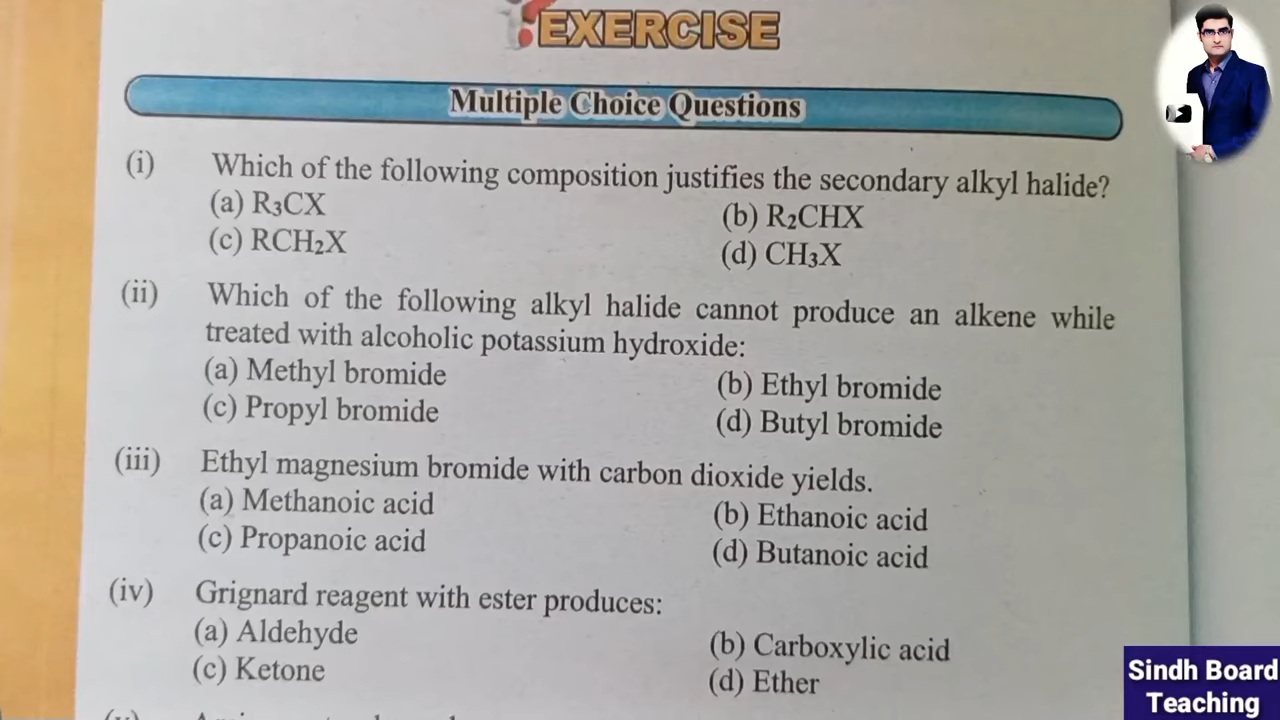 EXERCISE
Multiple Choice Questions
(i) Which of the following composition justifies the secondary alkyl halide?
(a) R₃CX (b) R₂CHX
(c) RCH₂X (d) CH₃X
(ii) Which of the following alkyl halide cannot produce an alkene while
treated with alcoholic potassium hydroxide:
(a) Methyl bromide (b) Ethyl bromide
(c) Propyl bromide (d) Butyl bromide
(iii) Ethyl magnesium bromide with carbon dioxide yields.
(a) Methanoic acid (b) Ethanoic acid
(c) Propanoic acid (d) Butanoic acid
(iv) Grignard reagent with ester produces:
(a) Aldehyde (b) Carboxylic acid
(c) Ketone (d) Ether
Sindh Board
Teaching